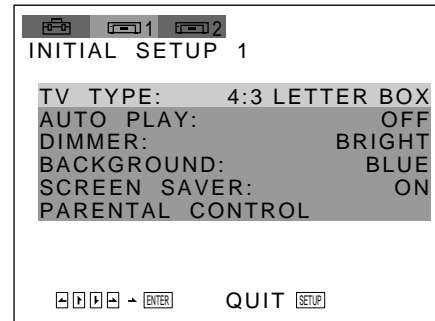 1 2
INITIAL SETUP 1
TV TYPE: 4:3 LETTER BOX
AUTO PLAY: OFF
DIMMER: BRIGHT
BACKGROUND: BLUE
SCREEN SAVER: ON
PARENTAL CONTROL
ENTER QUIT SETUP